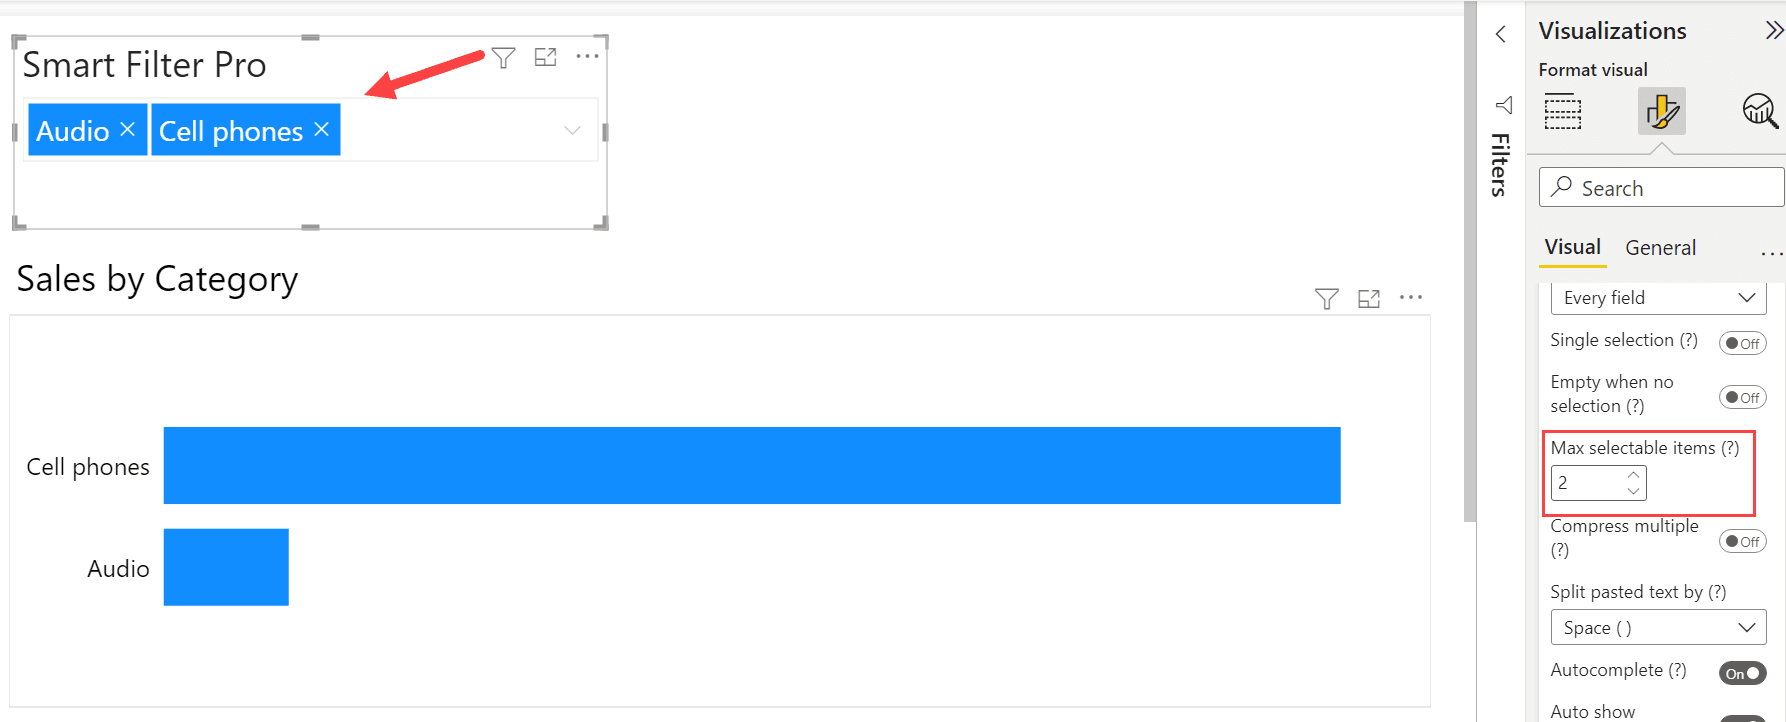 Smart Filter Pro
Audio
Cell phones
Sales by Category
Cell phones
Audio
Filters
Visualizations
Format visual
Search
Visual General
Every field
Single selection (?)
Off
Empty when no
selection (?)
Off
Max selectable items (?)
2
Compress multiple
(?)
Off
Split pasted text by (?)
Space ( )
Autocomplete (?)
On
Auto show